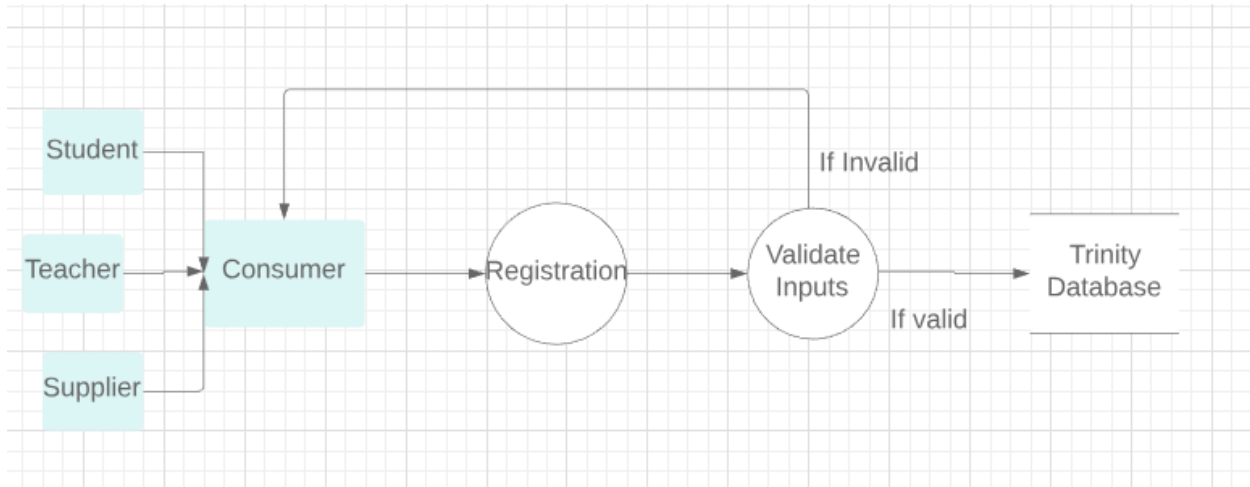 Student
If Invalid
Teacher
Consumer
Registration
Validate
Inputs
Trinity
Database
If valid
Supplier